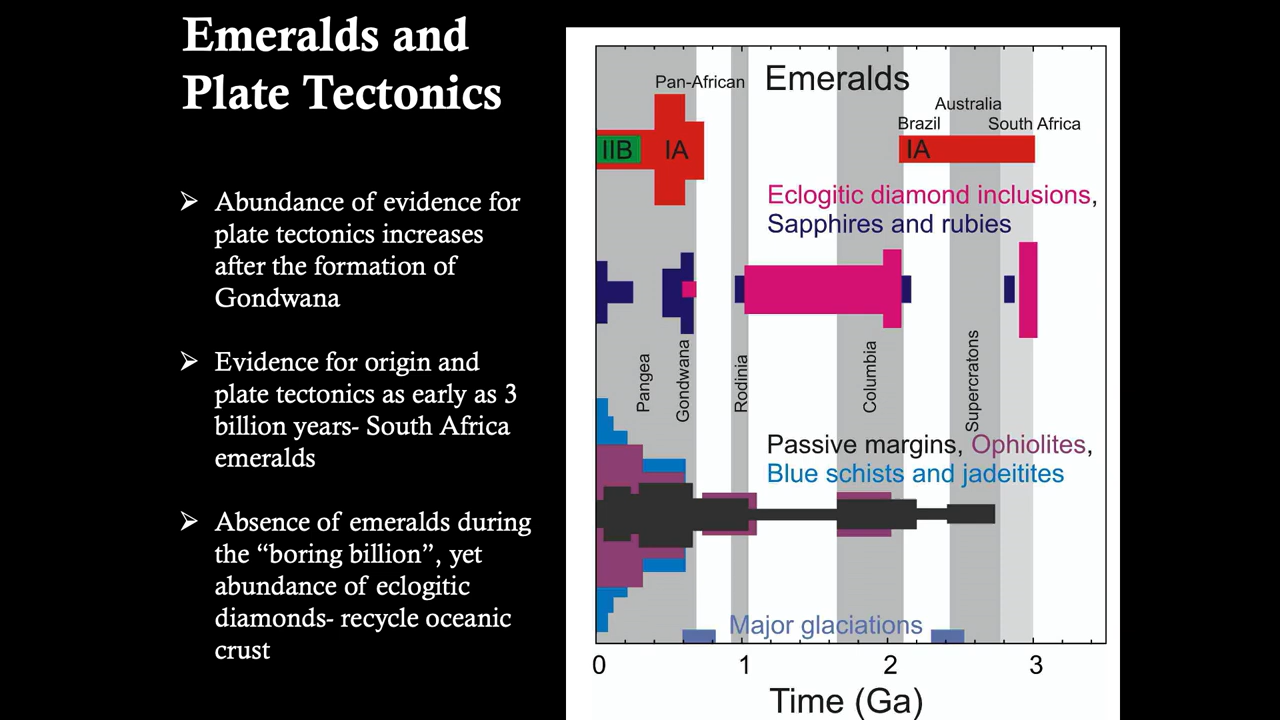 Emeralds and
Plate Tectonics
➢ Abundance of evidence for
plate tectonics increases
after the formation of
Gondwana
➢ Evidence for origin and
plate tectonics as early as 3
billion years- South Africa
emeralds
➢ Absence of emeralds during
the “boring billion”, yet
abundance of eclogitic
diamonds- recycle oceanic
crust
Pan-African
Emeralds
Australia
Brazil
South Africa
IIB
IA
IA
Eclogitic diamond inclusions,
Sapphires and rubies
Pangea
Gondwana
Rodinia
Columbia
Supercratons
Passive margins, Ophiolites,
Blue schists and jadeitites
Major glaciations
0 1 2 3
Time (Ga)